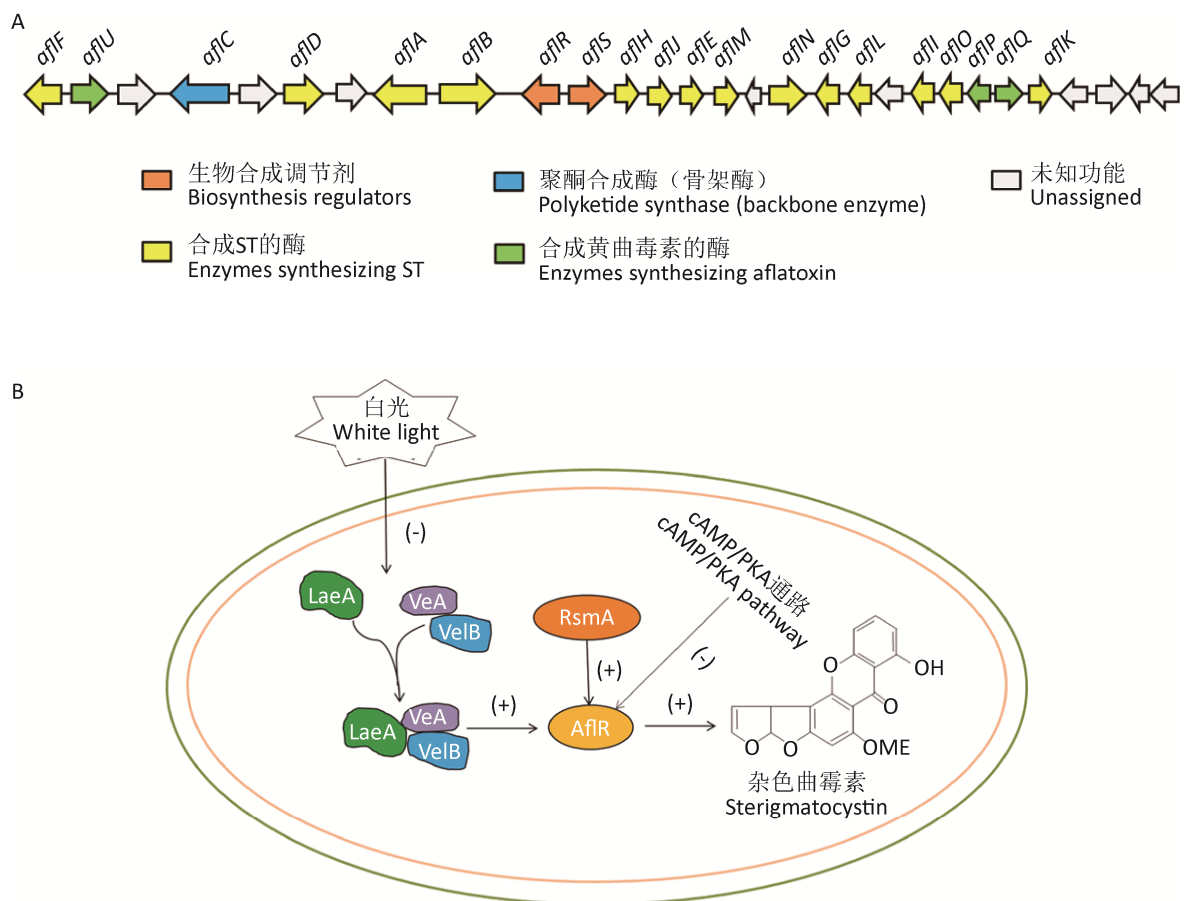 A
aflF aflU aflC aflD aflA aflB aflR aflS aflH aflJ aflE aflM aflN aflG aflL aflI aflO aflP aflQ aflK
生物合成调节剂
Biosynthesis regulators
聚酮合成酶（骨架酶）
Polyketide synthase (backbone enzyme)
未知功能
Unassigned
合成ST的酶
Enzymes synthesizing ST
合成黄曲毒素的酶
Enzymes synthesizing aflatoxin
B
白光
White light
(-)
cAMP/PKA通路
cAMP/PKA pathway
LaeA
VeA
VelB
RsmA
(+)
(-)
O
OH
O
LaeA
VeA
VelB
(+)
AflR
(+)
O
O
OME
杂色曲霉素
Sterigmatocystin